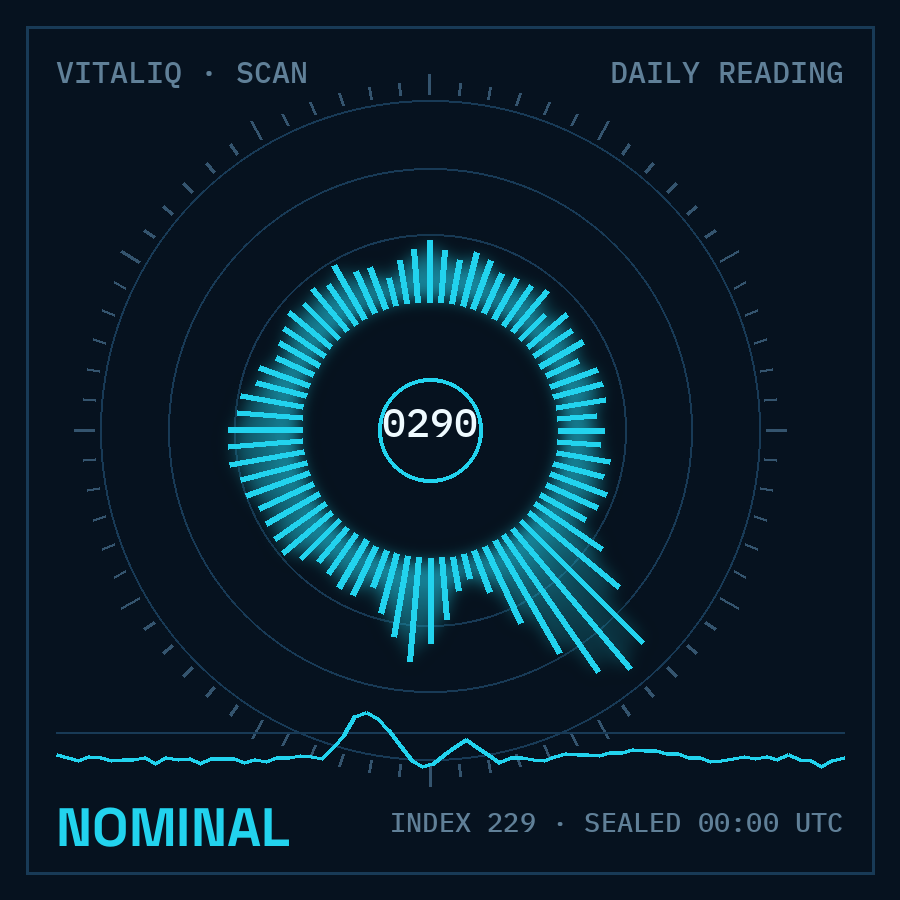 VITALIQ · SCAN
DAILY READING
0290
NOMINAL
INDEX 229 · SEALED 00:00 UTC